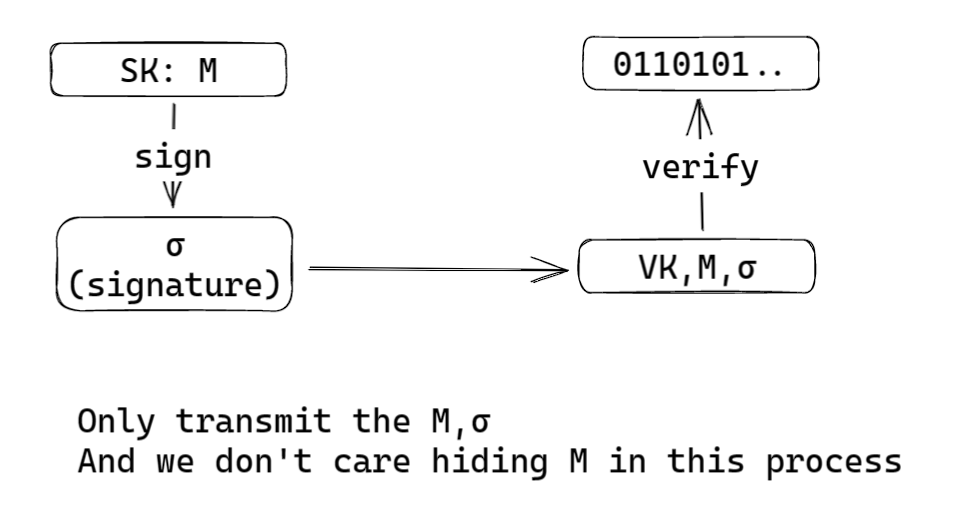 SK: M
sign
σ
(signature)
0110101..
verify
VK,M,σ
Only transmit the M,σ
And we don't care hiding M in this process